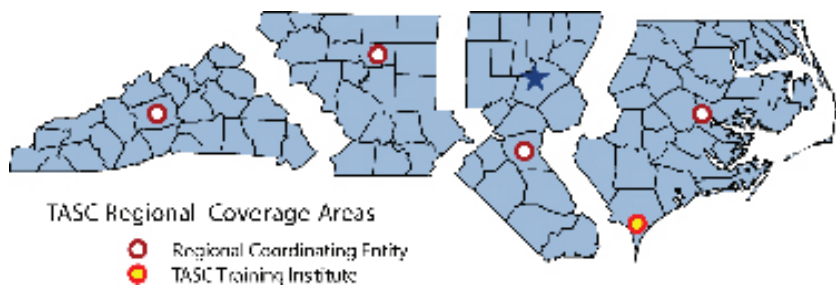 TASC Regional Coverage Areas
Regional Coordinating Entity
TASC Training Institute